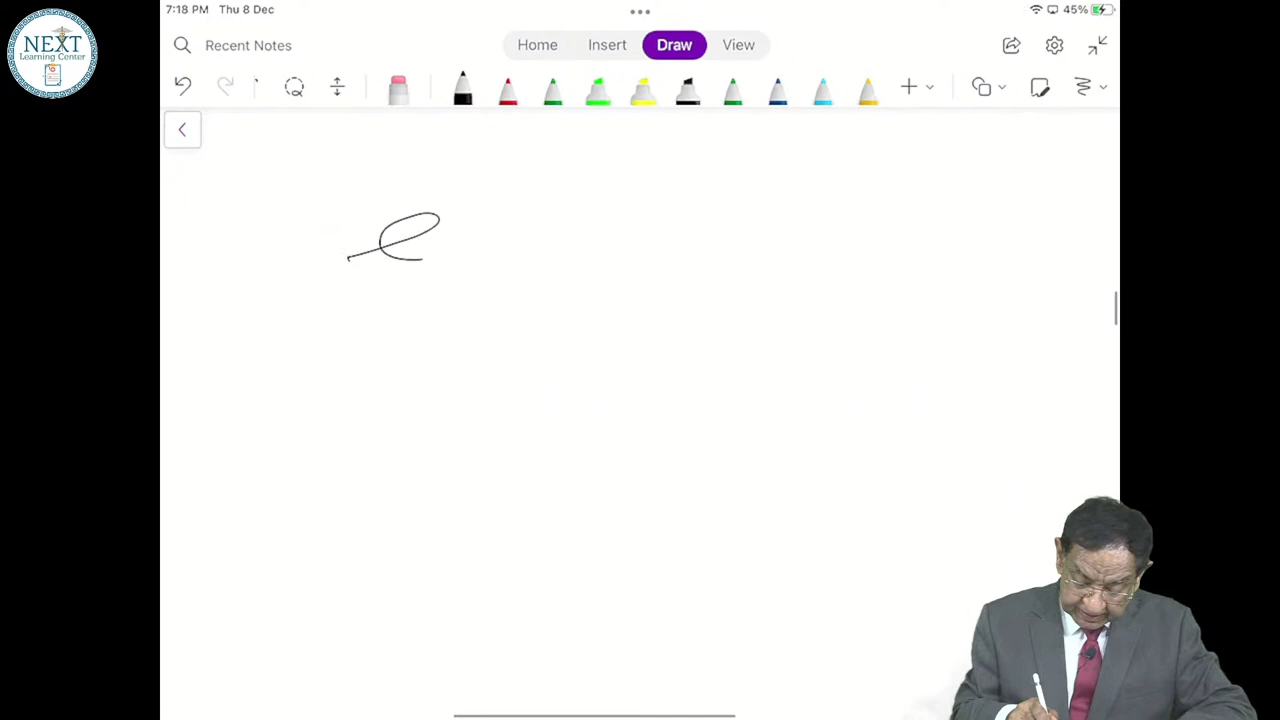 7:18 PM Thu 8 Dec
45%
NEXT
Learning Center
Recent Notes
Home Insert Draw View
e